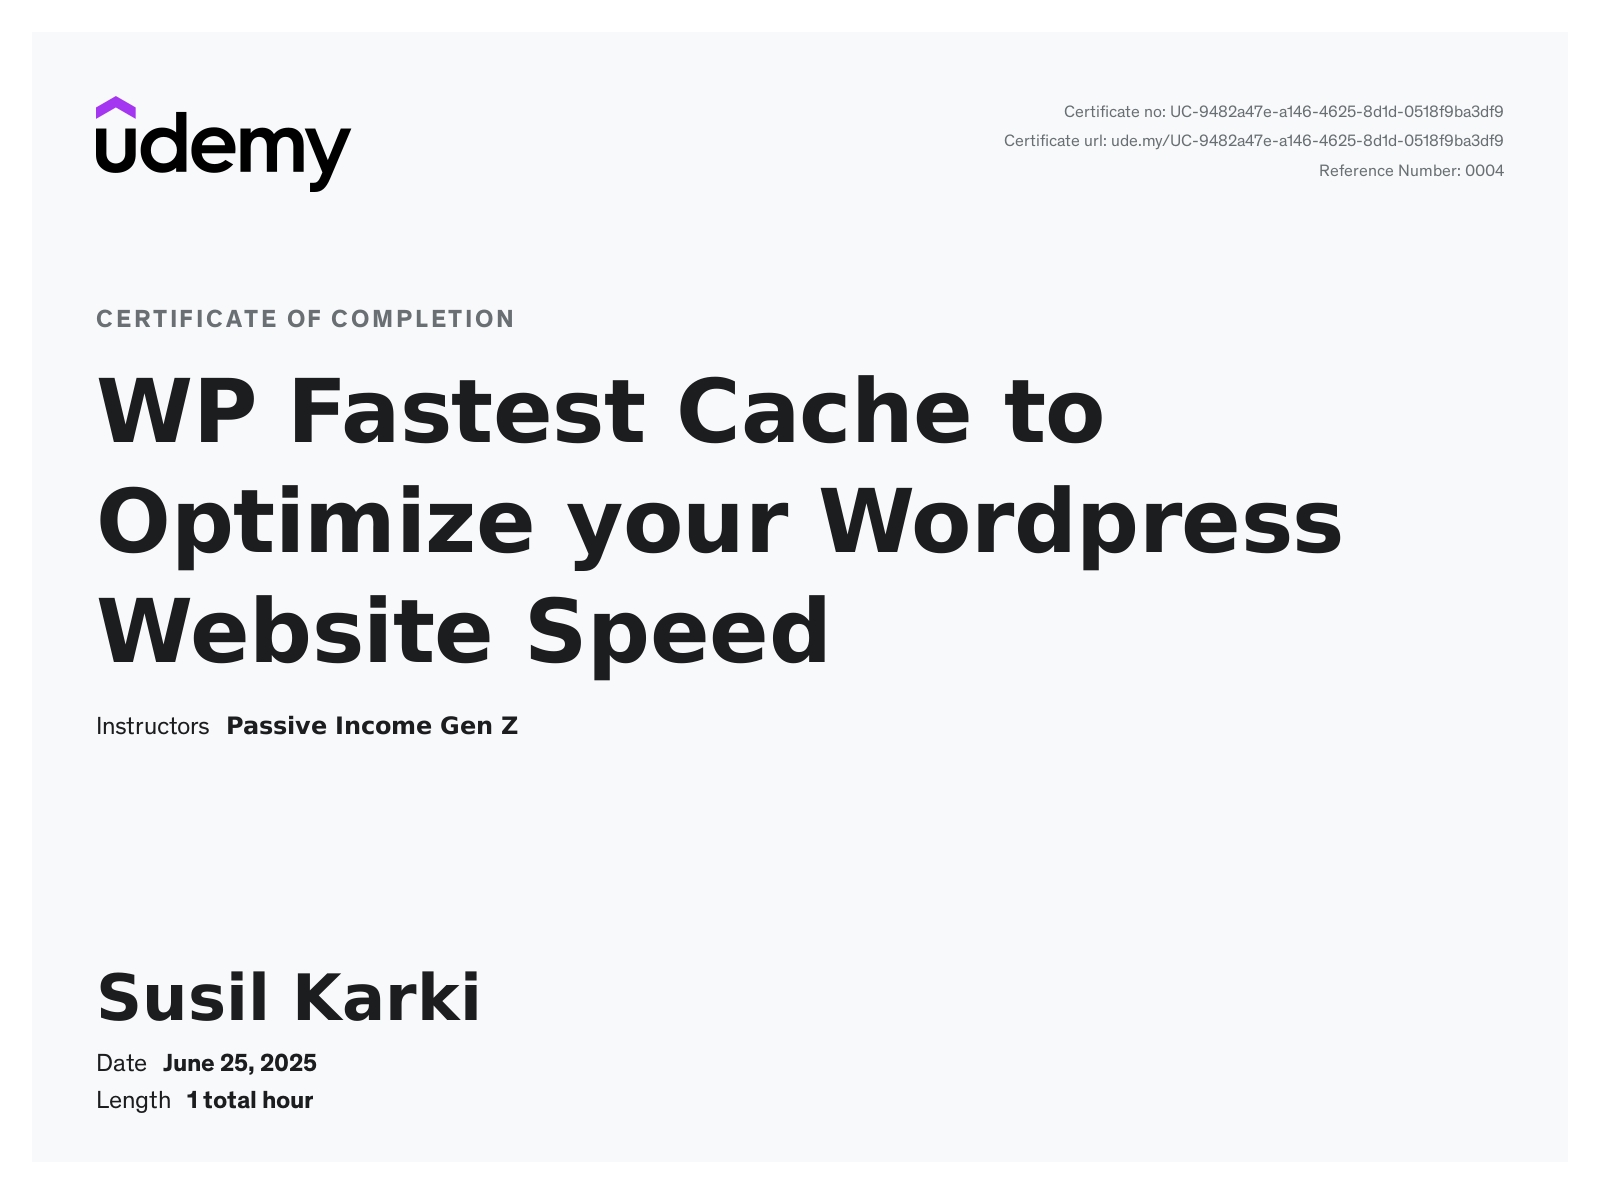 udemy
Certificate no: UC-9482a47e-a146-4625-8d1d-0518f9ba3df9
Certificate url: ude.my/UC-9482a47e-a146-4625-8d1d-0518f9ba3df9
Reference Number: 0004
CERTIFICATE OF COMPLETION
WP Fastest Cache to
Optimize your Wordpress
Website Speed
Instructors Passive Income Gen Z
Susil Karki
Date June 25, 2025
Length 1 total hour